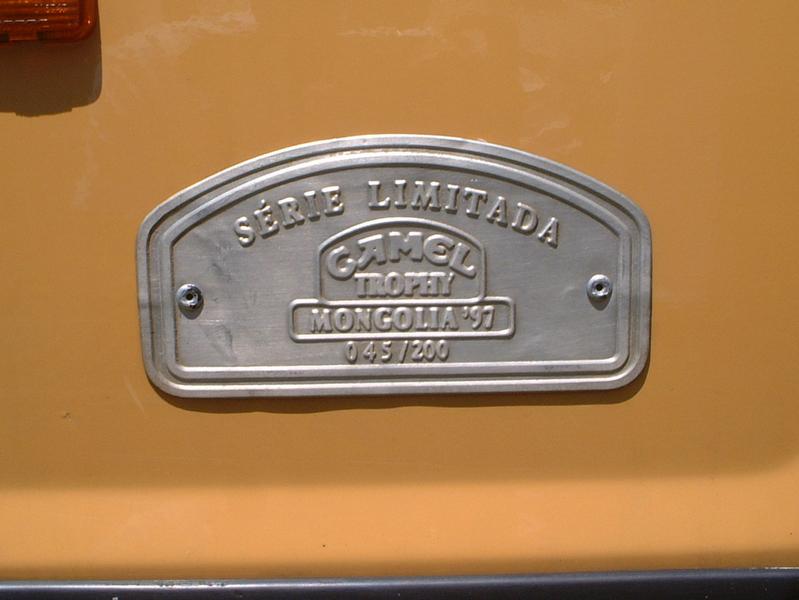 SÉRIE LIMITADA
CAMEL
TROPHY
MONGOLIA '97
045/200